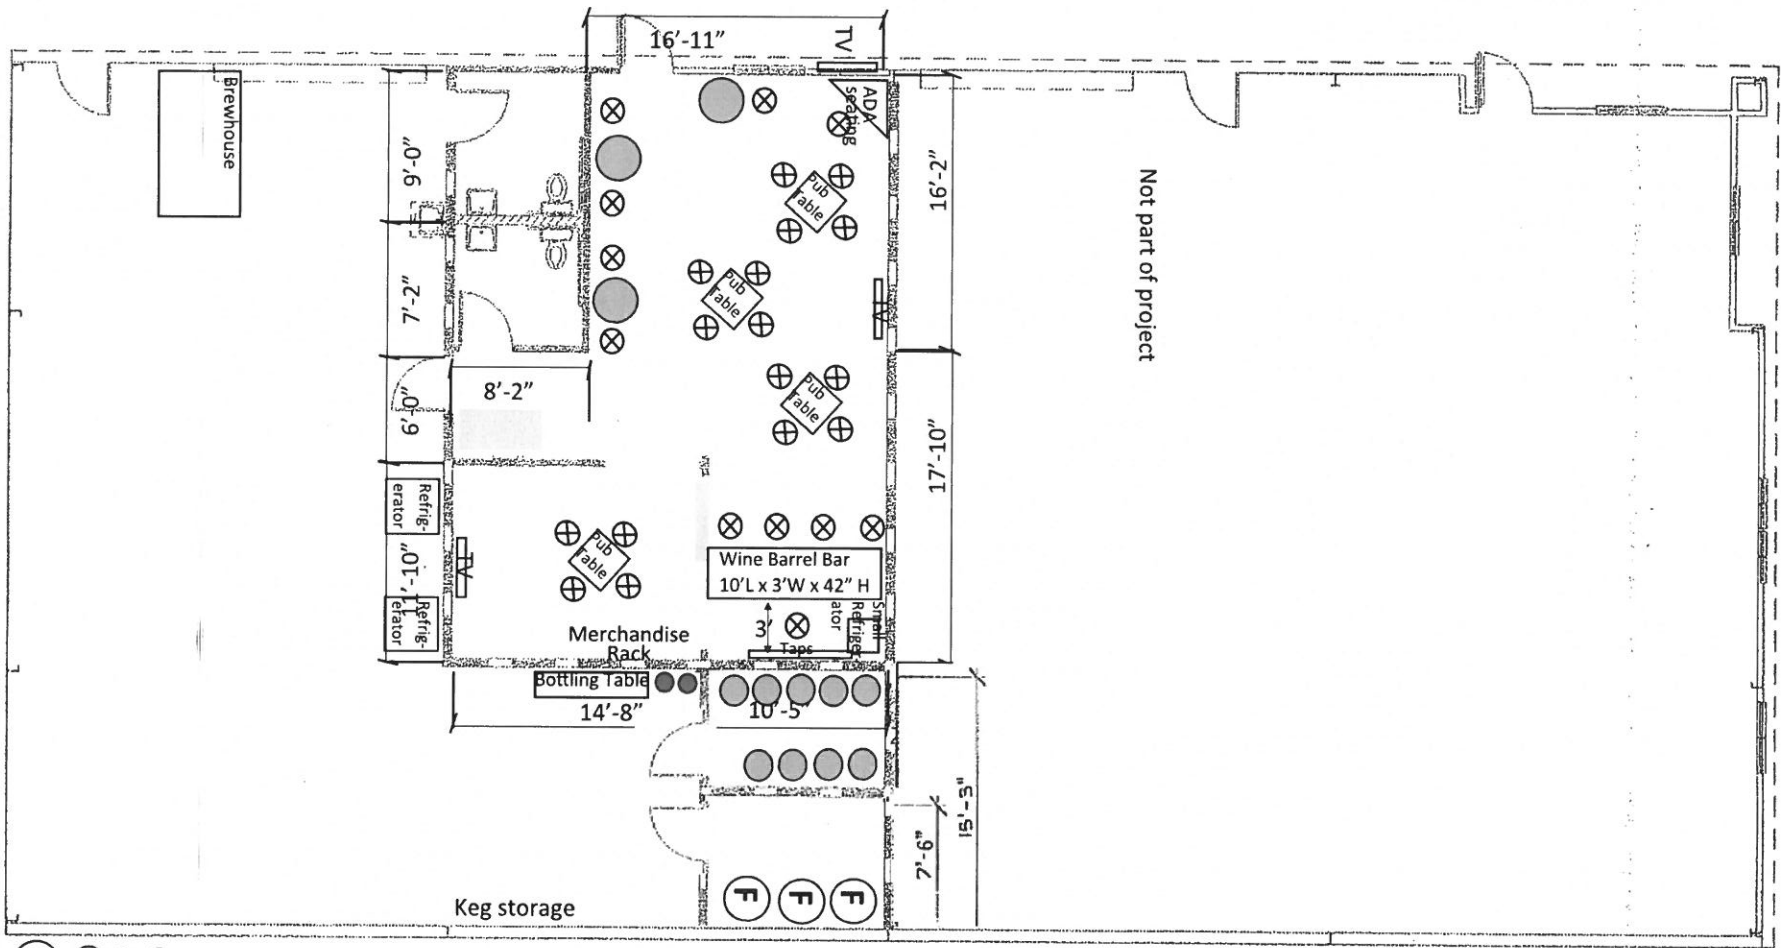 16'-11"
TV
ADA
seating
Brewhouse
9'-0"
16'-2"
Pub
Table
Not part of project
Pub
Table
TV
7'-2"
8'-2"
Pub
Table
6'-0"
17'-10"
Refrig-
erator
11'-10"
TV
Pub
Table
Wine Barrel Bar
10'L x 3'W x 42" H
Refrig-
erator
Small
Refriger
ator
3'
Taps
Merchandise
Rack
Bottling Table
14'-8"
10'-5"
15'-3"
7'-6"
F
F
F
Keg storage